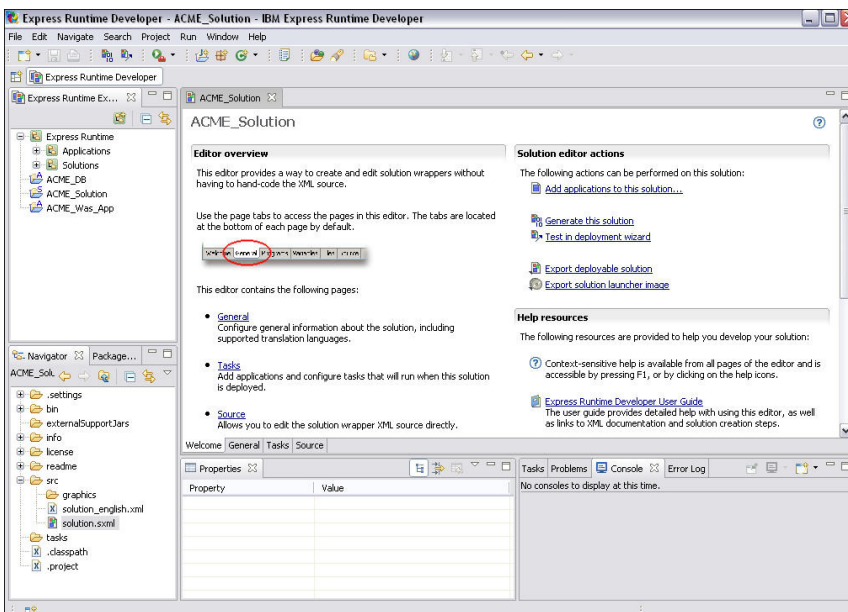 Express Runtime Developer - ACME_Solution - IBM Express Runtime Developer
File Edit Navigate Search Project Run Window Help
Express Runtime Developer
Express Runtime Ex...
Express Runtime
Applications
Solutions
ACME_DB
ACME_Solution
ACME_Was_App
ACME_Solution
ACME_Solution
Editor overview
This editor provides a way to create and edit solution wrappers without
having to hand-code the XML source.
Use the page tabs to access the pages in this editor. The tabs are located
at the bottom of each page by default.
General
This editor contains the following pages:
General
Configure general information about the solution, including
supported translation languages.
Tasks
Add applications and configure tasks that will run when this solution
is deployed.
Source
Allows you to edit the solution wrapper XML source directly.
Welcome General Tasks Source
Solution editor actions
The following actions can be performed on this solution:
Add applications to this solution...
Generate this solution
Test in deployment wizard
Export deployable solution
Export solution launcher image
Help resources
The following resources are provided to help you develop your solution:
Context-sensitive help is available from all pages of the editor and is
accessible by pressing F1, or by clicking on the help icons.
Express Runtime Developer User Guide
The user guide provides detailed help with using this editor, as well
as links to XML documentation and solution creation steps.
Navigator Package...
ACME_Solu
.settings
bin
externalSupportJars
info
license
readme
src
graphics
solution_english.xml
solution.sxml
tasks
.classpath
.project
Properties
Property Value
Tasks Problems Console Error Log
No consoles to display at this time.